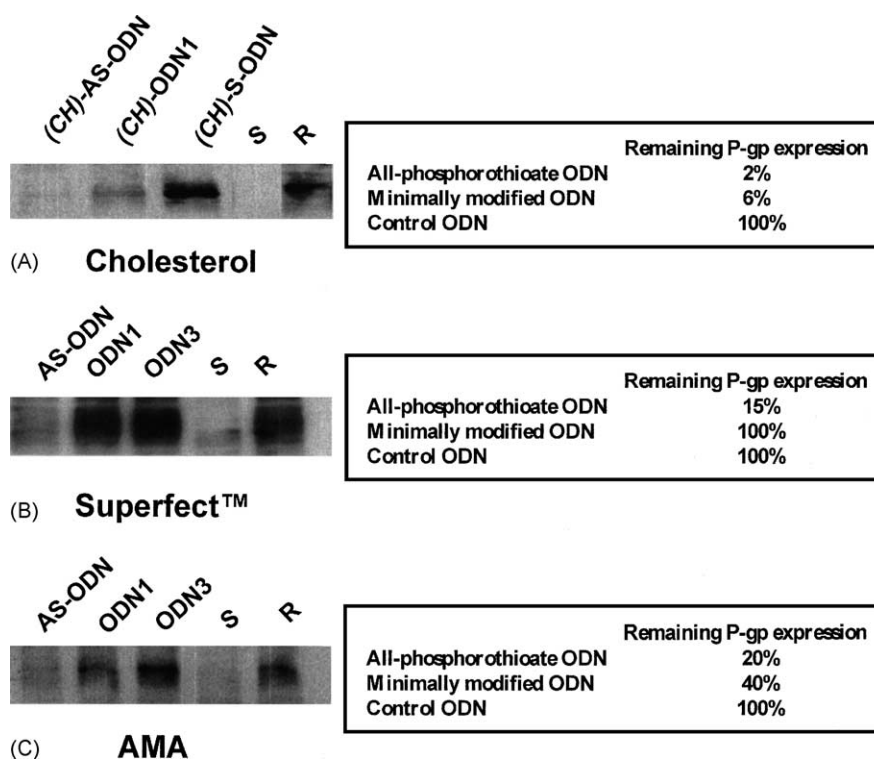 (CH)-AS-ODN (CH)-ODN1 (CH)-S-ODN S R
Remaining P-gp expression
All-phosphorothioate ODN 2%
Minimally modified ODN 6%
Control ODN 100%
(A) Cholesterol
AS-ODN ODN1 ODN3 S R
Remaining P-gp expression
All-phosphorothioate ODN 15%
Minimally modified ODN 100%
Control ODN 100%
(B) Superfect™
AS-ODN ODN1 ODN3 S R
Remaining P-gp expression
All-phosphorothioate ODN 20%
Minimally modified ODN 40%
Control ODN 100%
(C) AMA